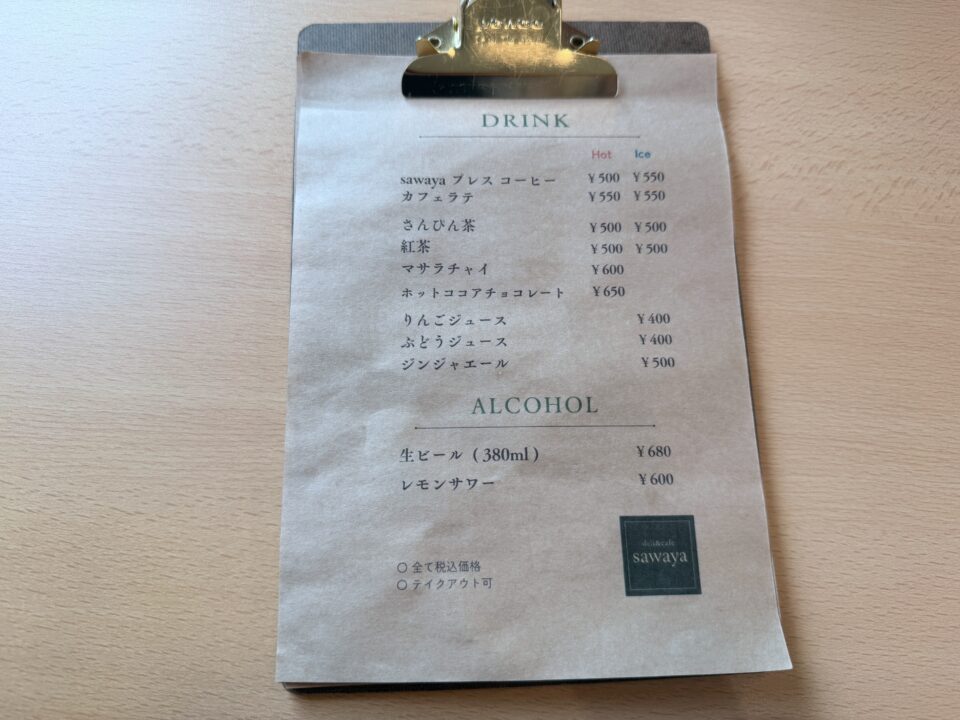 DRINK
Hot Ice
sawaya プレス コーヒー ¥500 ¥550
カフェラテ ¥550 ¥550
さんぴん茶 ¥500 ¥500
紅茶 ¥500 ¥500
マサラチャイ ¥600
ホットココアチョコレート ¥650
りんごジュース ¥400
ぶどうジュース ¥400
ジンジャエール ¥500
ALCOHOL
生ビール (380ml) ¥680
レモンサワー ¥600
deli&cafe
sawaya
○ 全て税込価格
○ テイクアウト可